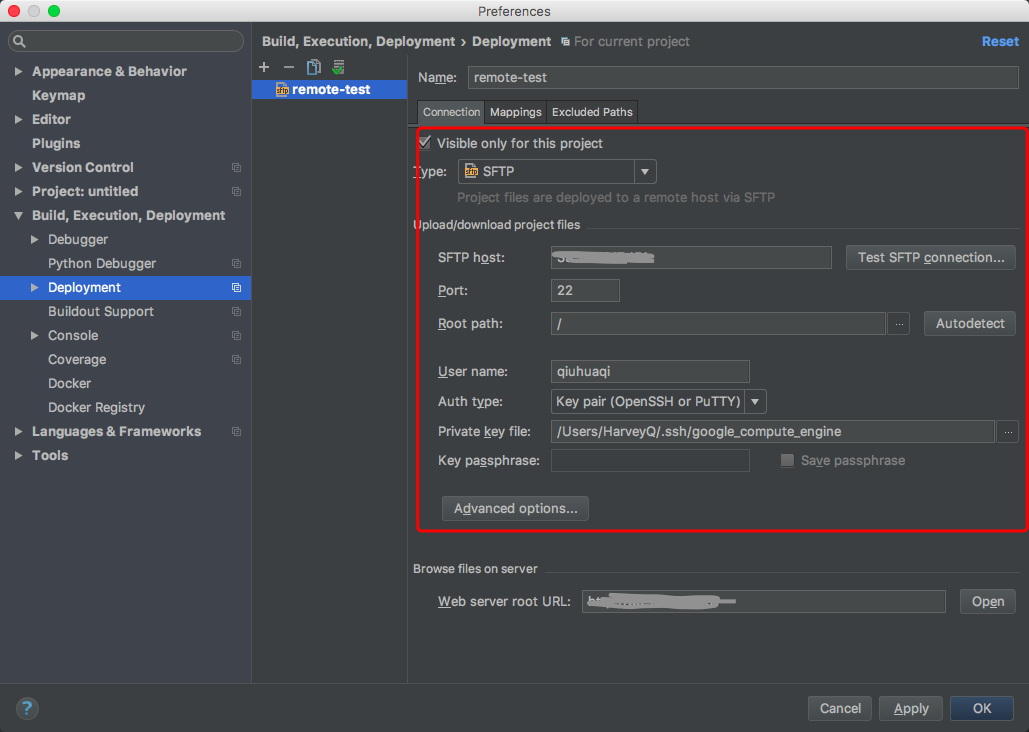 Preferences
Build, Execution, Deployment › Deployment For current project Reset
Appearance & Behavior
Keymap
Editor
Plugins
Version Control
Project: untitled
Build, Execution, Deployment
Debugger
Python Debugger
Deployment
Buildout Support
Console
Coverage
Docker
Docker Registry
Languages & Frameworks
Tools
remote-test
Name: remote-test
Connection Mappings Excluded Paths
Visible only for this project
Type: SFTP
Project files are deployed to a remote host via SFTP
Upload/download project files
SFTP host: Test SFTP connection...
Port: 22
Root path: / ... Autodetect
User name: qiuhuaqi
Auth type: Key pair (OpenSSH or PuTTY)
Private key file: /Users/HarveyQ/.ssh/google_compute_engine ...
Key passphrase: Save passphrase
Advanced options...
Browse files on server
Web server root URL: Open
? Cancel Apply OK